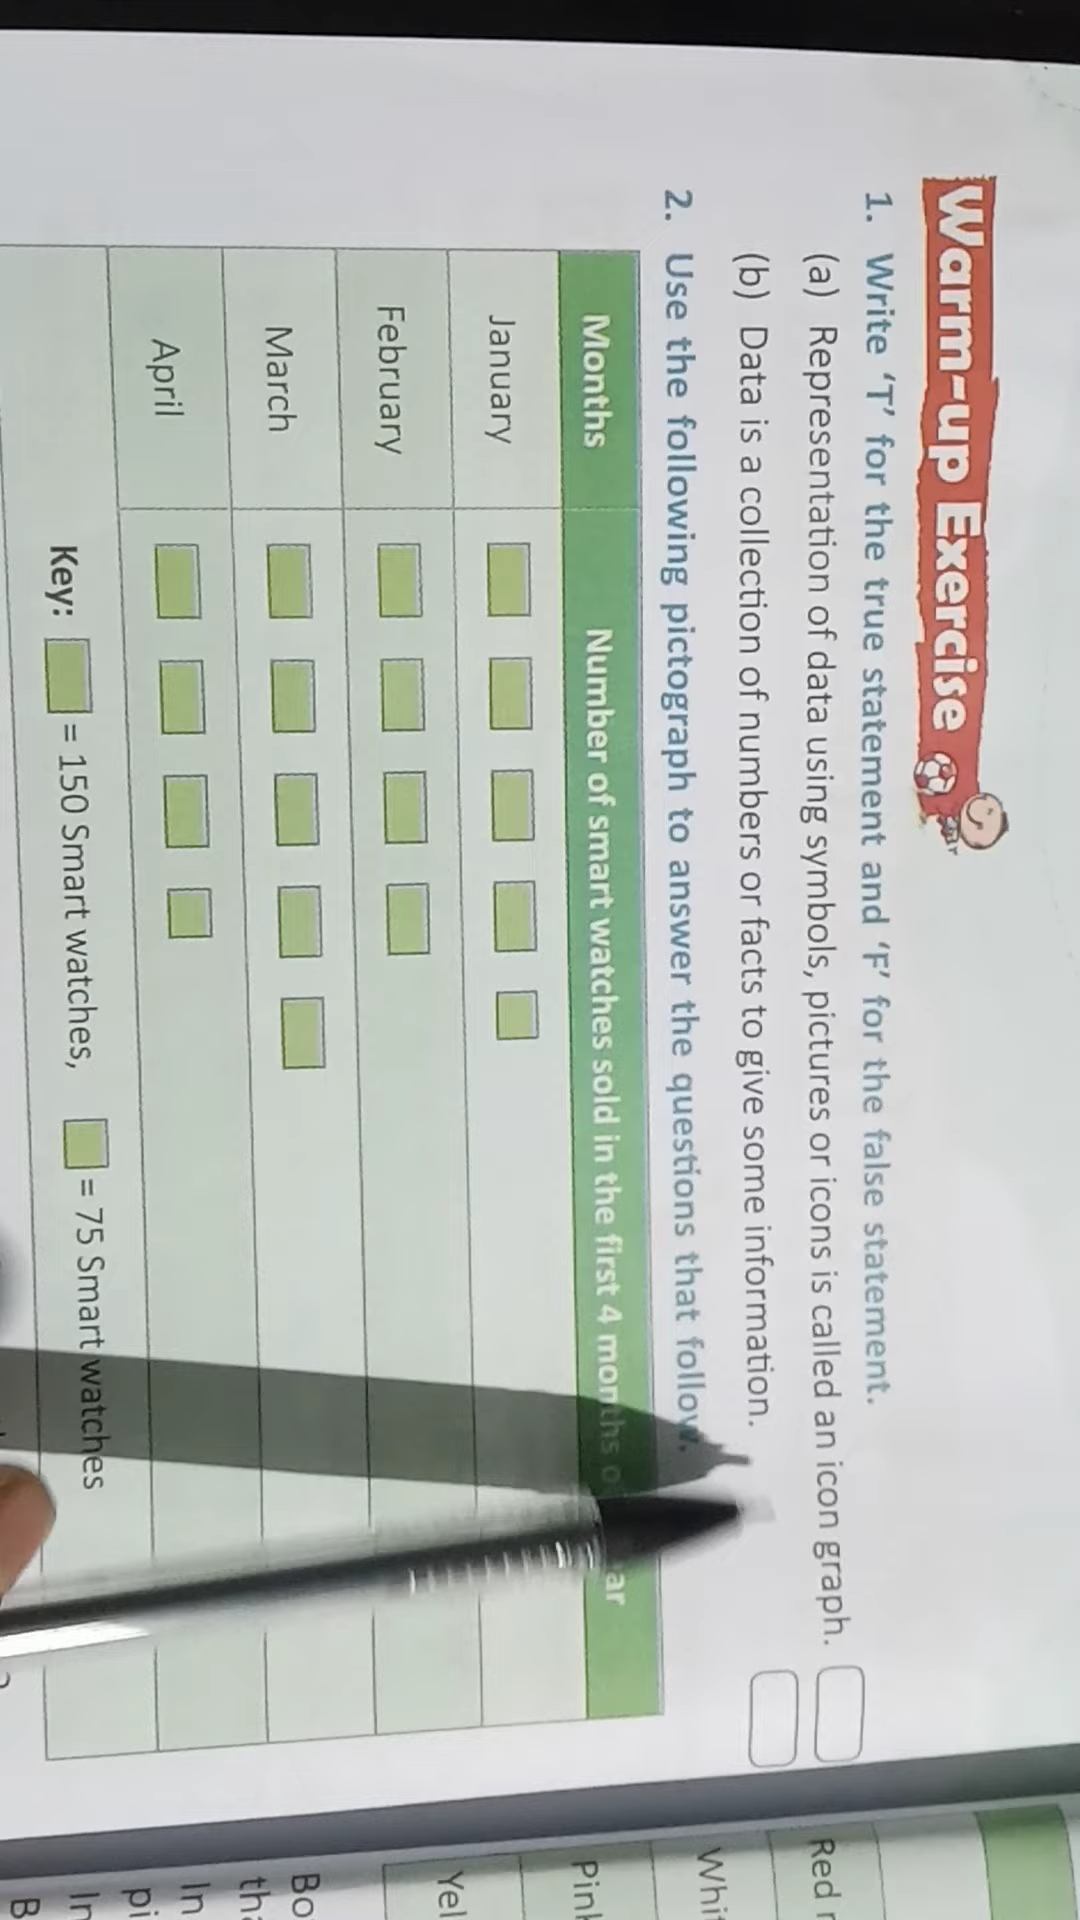 Warm-up Exercise
1. Write ‘T’ for the true statement and ‘F’ for the false statement.
(a) Representation of data using symbols, pictures or icons is called an icon graph.
(b) Data is a collection of numbers or facts to give some information.
2. Use the following pictograph to answer the questions that follow.
Months Number of smart watches sold in the first 4 months
January
February
March
April
Key: = 150 Smart watches, = 75 Smart watches
Red
Pink
Bo
In
pi
In
B